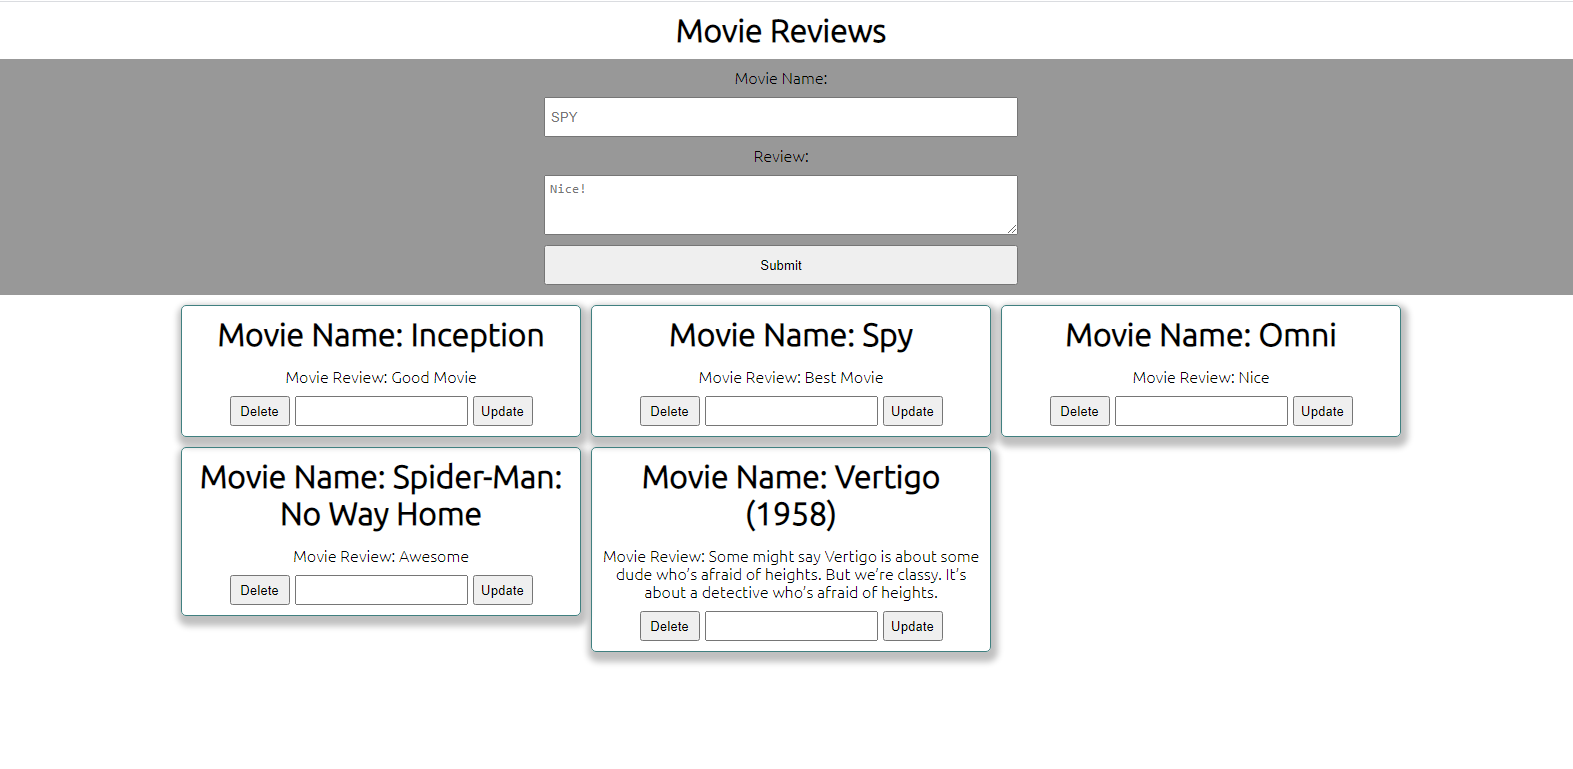 Movie Reviews
Movie Name:
SPY
Review:
Nice!
Submit
Movie Name: Inception
Movie Review: Good Movie
Delete
Update
Movie Name: Spy
Movie Review: Best Movie
Delete
Update
Movie Name: Omni
Movie Review: Nice
Delete
Update
Movie Name: Spider-Man:
No Way Home
Movie Review: Awesome
Delete
Update
Movie Name: Vertigo
(1958)
Movie Review: Some might say Vertigo is about some
dude who’s afraid of heights. But we’re classy. It’s
about a detective who’s afraid of heights.
Delete
Update